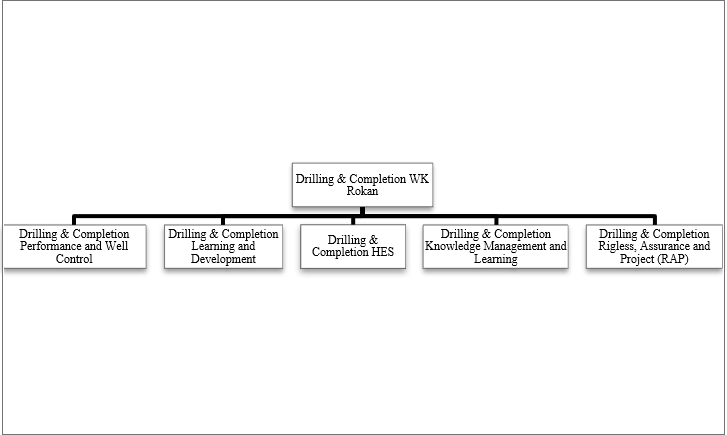 Drilling & Completion WK
Rokan
Drilling & Completion
Performance and Well
Control
Drilling & Completion
Learning and
Development
Drilling &
Completion HES
Drilling & Completion
Knowledge Management and
Learning
Drilling & Completion
Rigless, Assurance and
Project (RAP)